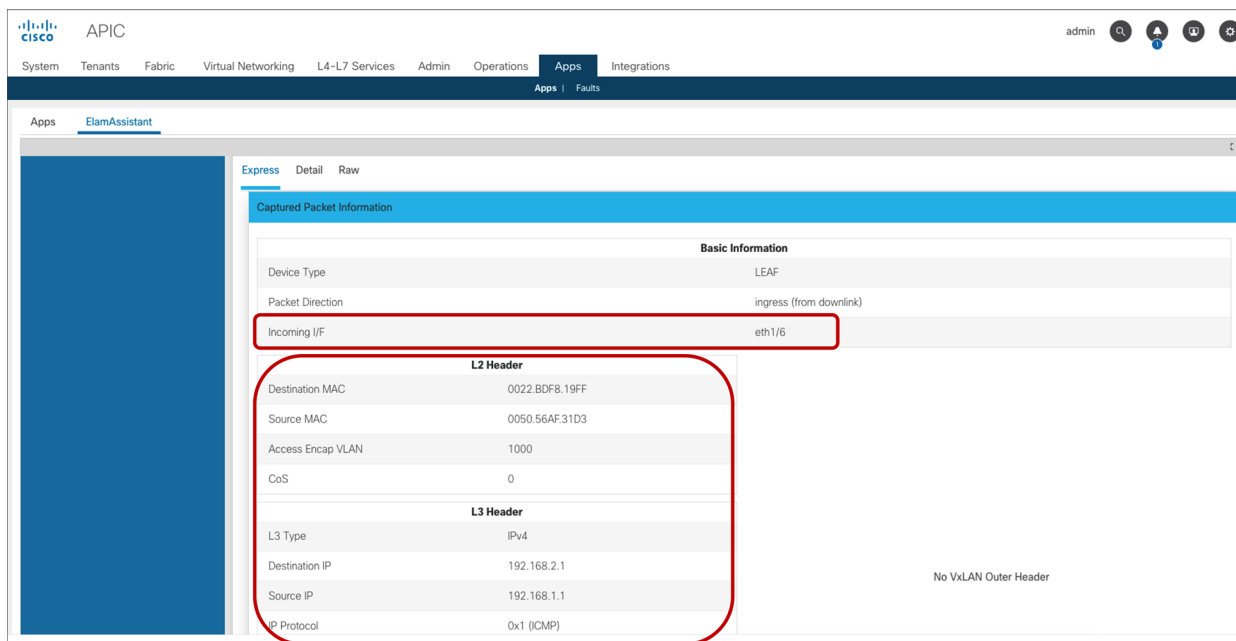 cisco APIC admin 1
System Tenants Fabric Virtual Networking L4-L7 Services Admin Operations Apps Integrations
Apps | Faults
Apps ElamAssistant
Express Detail Raw
Captured Packet Information
Basic Information
Device Type LEAF
Packet Direction ingress (from downlink)
Incoming I/F eth1/6
L2 Header
Destination MAC 0022.BDF8.19FF
Source MAC 0050.56AF.31D3
Access Encap VLAN 1000
CoS 0
L3 Header
L3 Type IPv4
Destination IP 192.168.2.1
No VxLAN Outer Header
Source IP 192.168.1.1
IP Protocol 0x1 (ICMP)